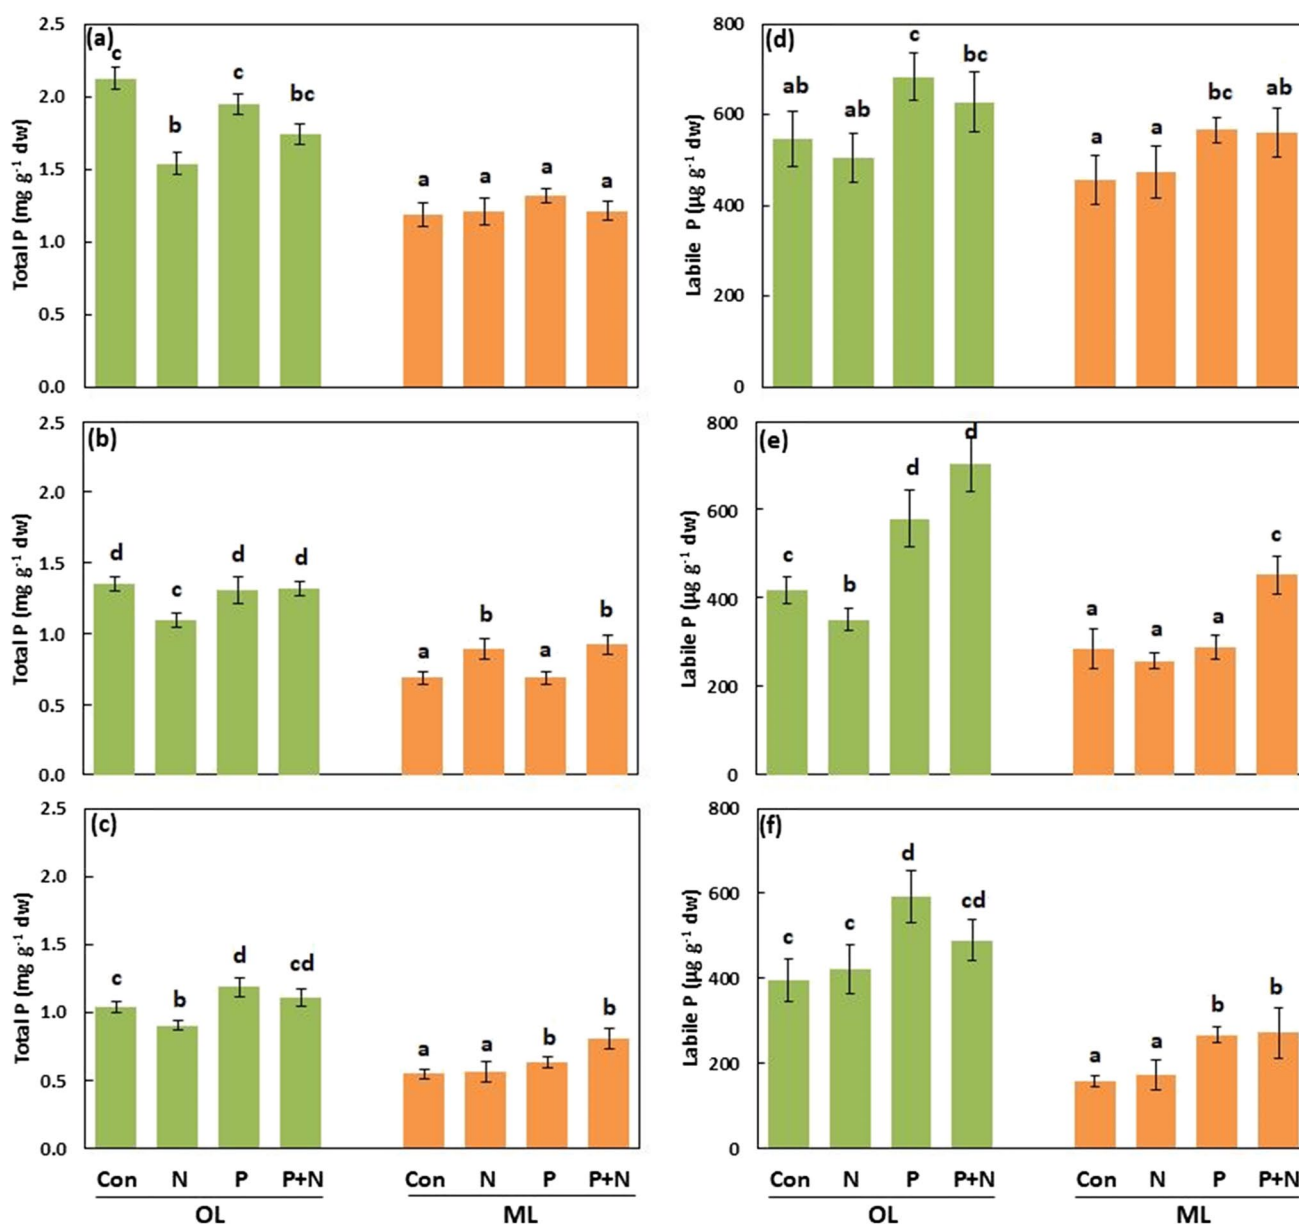 (a)
2.5
2.0
1.5
1.0
0.5
0.0
Total P (mg g⁻¹ dw)
c
b
c
bc
a
a
a
a
(d)
800
600
400
200
0
Labile P (µg g⁻¹ dw)
ab
ab
c
bc
a
a
bc
ab
(b)
2.5
2.0
1.5
1.0
0.5
0.0
Total P (mg g⁻¹ dw)
d
c
d
d
a
b
a
b
(e)
800
600
400
200
0
Labile P (µg g⁻¹ dw)
c
b
d
d
a
a
a
c
(c)
2.5
2.0
1.5
1.0
0.5
0.0
Total P (mg g⁻¹ dw)
c
b
d
cd
a
a
b
b
Con N P P+N Con N P P+N
OL ML
(f)
800
600
400
200
0
Labile P (µg g⁻¹ dw)
c
c
d
cd
a
a
b
b
Con N P P+N Con N P P+N
OL ML